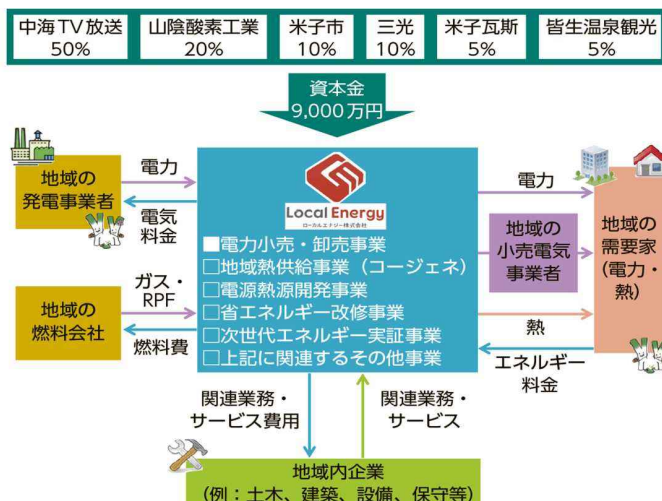 中海TV放送
50%
山陰酸素工業
20%
米子市
10%
三光
10%
米子瓦斯
5%
皆生温泉観光
5%
資本金
9,000万円
地域の
発電事業者
電力
電気
料金
地域の
燃料会社
ガス・
RPF
燃料費
Local Energy
ローカルエナジー株式会社
■電力小売・卸売事業
□地域熱供給事業（コージェネ）
□電源熱源開発事業
□省エネルギー改修事業
□次世代エネルギー実証事業
□上記に関連するその他事業
電力
地域の
小売電気
事業者
熱
エネルギー
料金
地域の
需要家
(電力・
熱)
関連業務・
サービス費用
関連業務・
サービス
地域内企業
（例：土木、建築、設備、保守等）